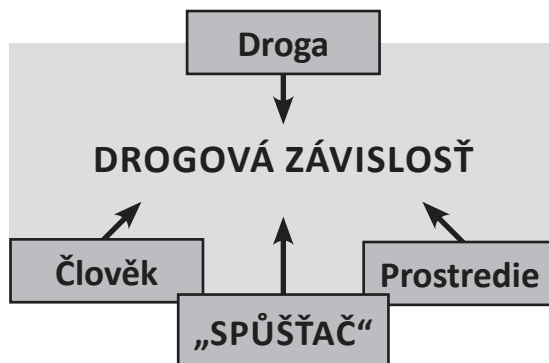 Droga
DROGOVÁ ZÁVISLOSŤ
Člověk
Prostredie
„SPŮŠŤAČ“